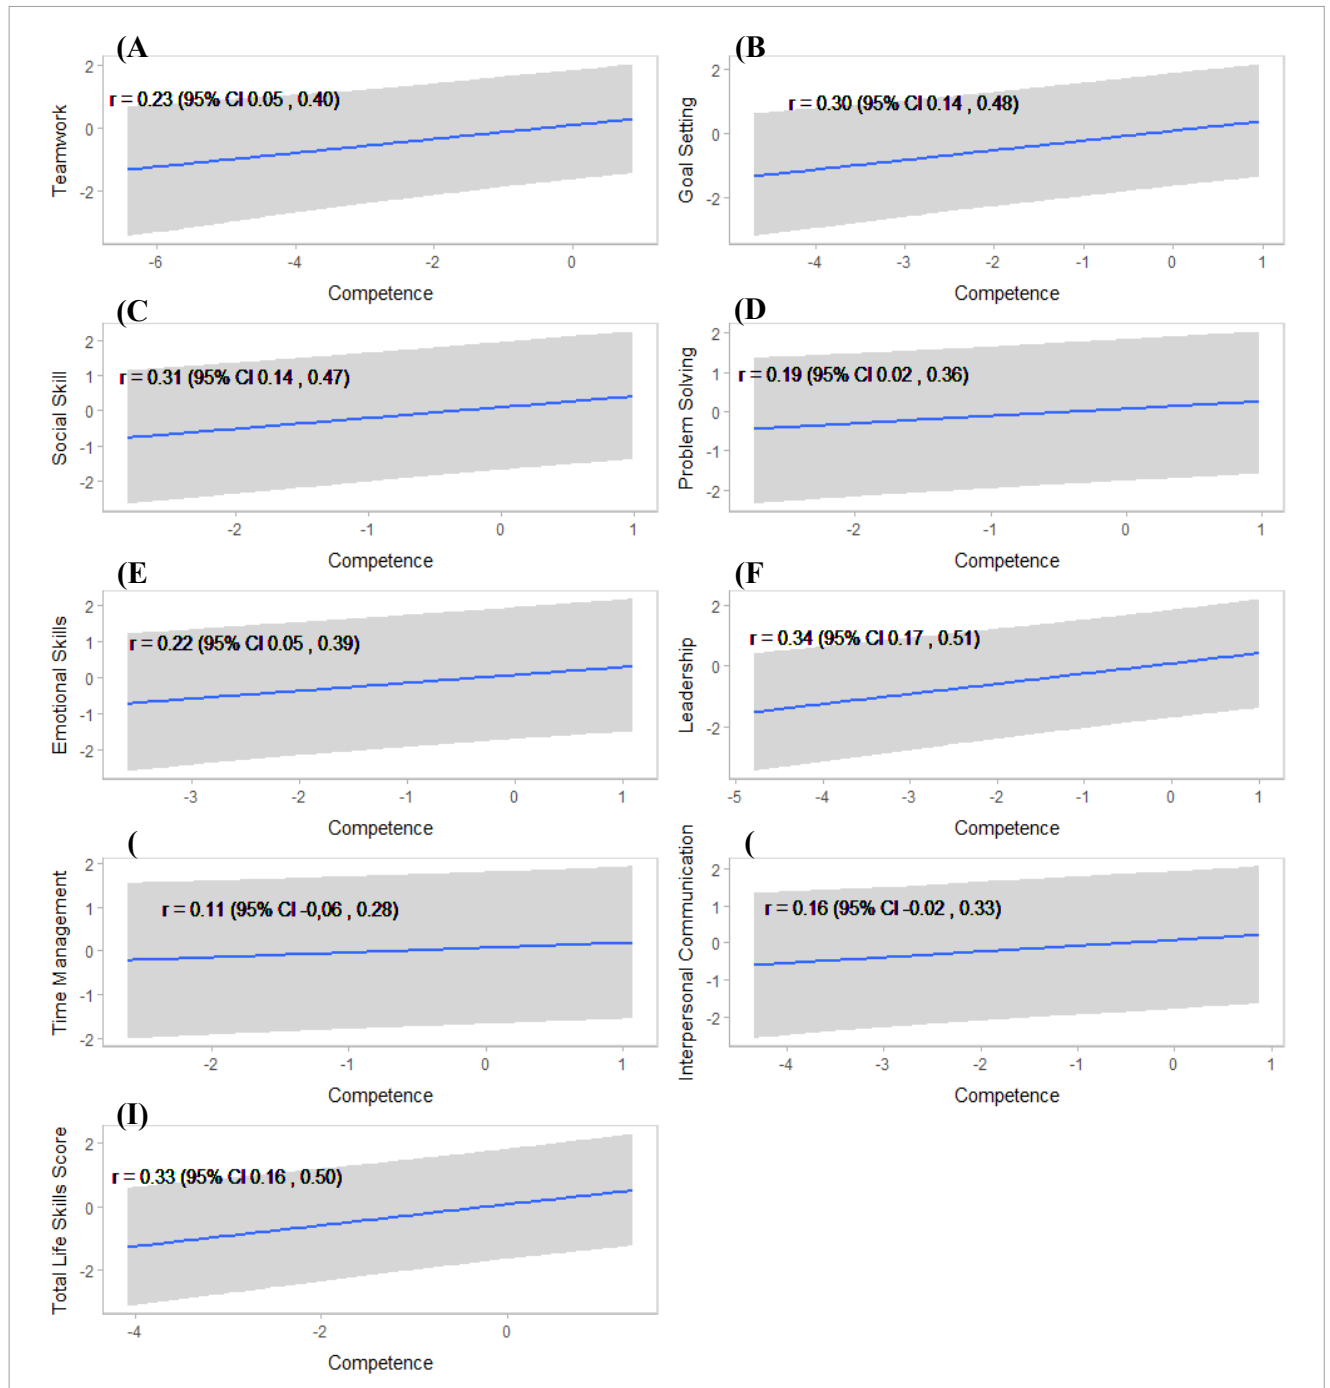 (A
r = 0.23 (95% CI 0.05 , 0.40)
Teamwork
2
0
-2
-6
-4
-2
0
Competence
(B
r = 0.30 (95% CI 0.14 , 0.48)
Goal Setting
2
0
-2
-4
-3
-2
-1
0
1
Competence
(C
r = 0.31 (95% CI 0.14 , 0.47)
Social Skill
2
1
0
-1
-2
-2
-1
0
1
Competence
(D
r = 0.19 (95% CI 0.02 , 0.36)
Problem Solving
2
1
0
-1
-2
-2
-1
0
1
Competence
(E
r = 0.22 (95% CI 0.05 , 0.39)
Emotional Skills
2
1
0
-1
-2
-3
-2
-1
0
1
Competence
(F
r = 0.34 (95% CI 0.17 , 0.51)
Leadership
2
0
-2
-5
-4
-3
-2
-1
0
1
Competence
(
r = 0.11 (95% CI -0,06 , 0.28)
Time Management
2
1
0
-1
-2
-2
-1
0
1
Competence
(
r = 0.16 (95% CI -0.02 , 0.33)
Interpersonal Communication
2
1
0
-1
-2
-4
-3
-2
-1
0
1
Competence
(I)
r = 0.33 (95% CI 0.16 , 0.50)
Total Life Skills Score
2
0
-2
-4
-2
0
Competence